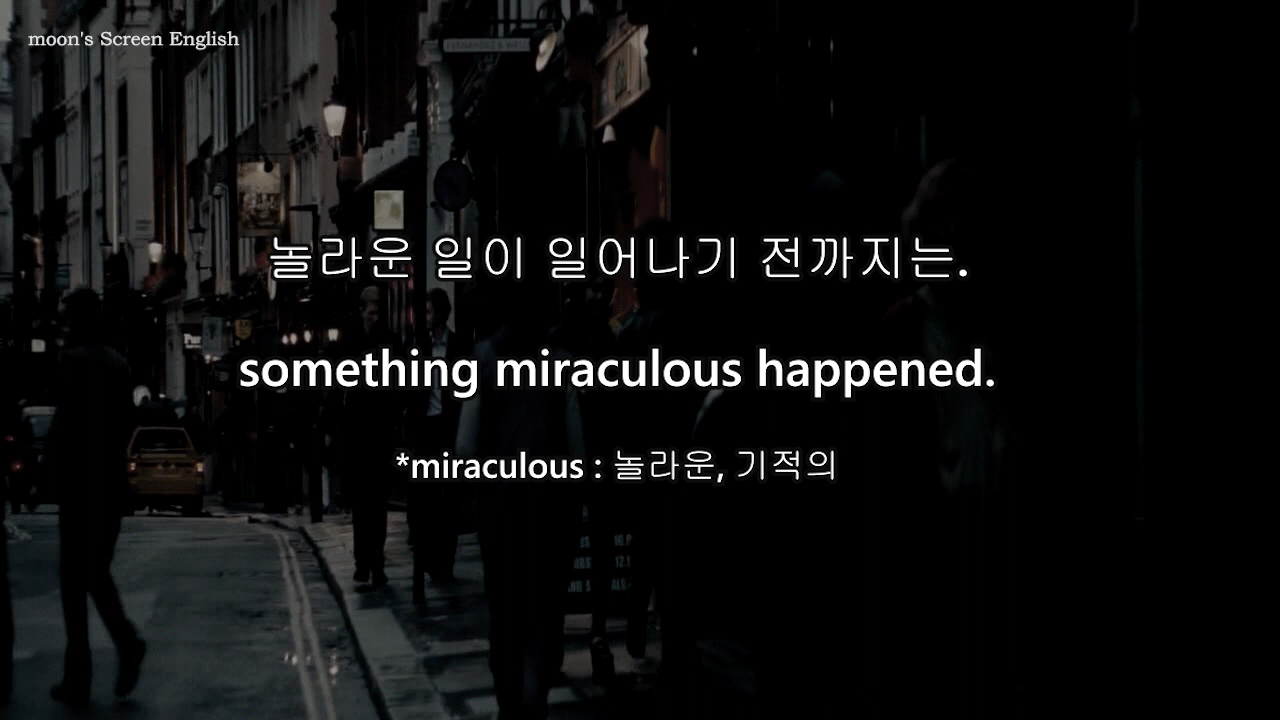 moon's Screen English
놀라운 일이 일어나기 전까지는.
something miraculous happened.
*miraculous : 놀라운, 기적의